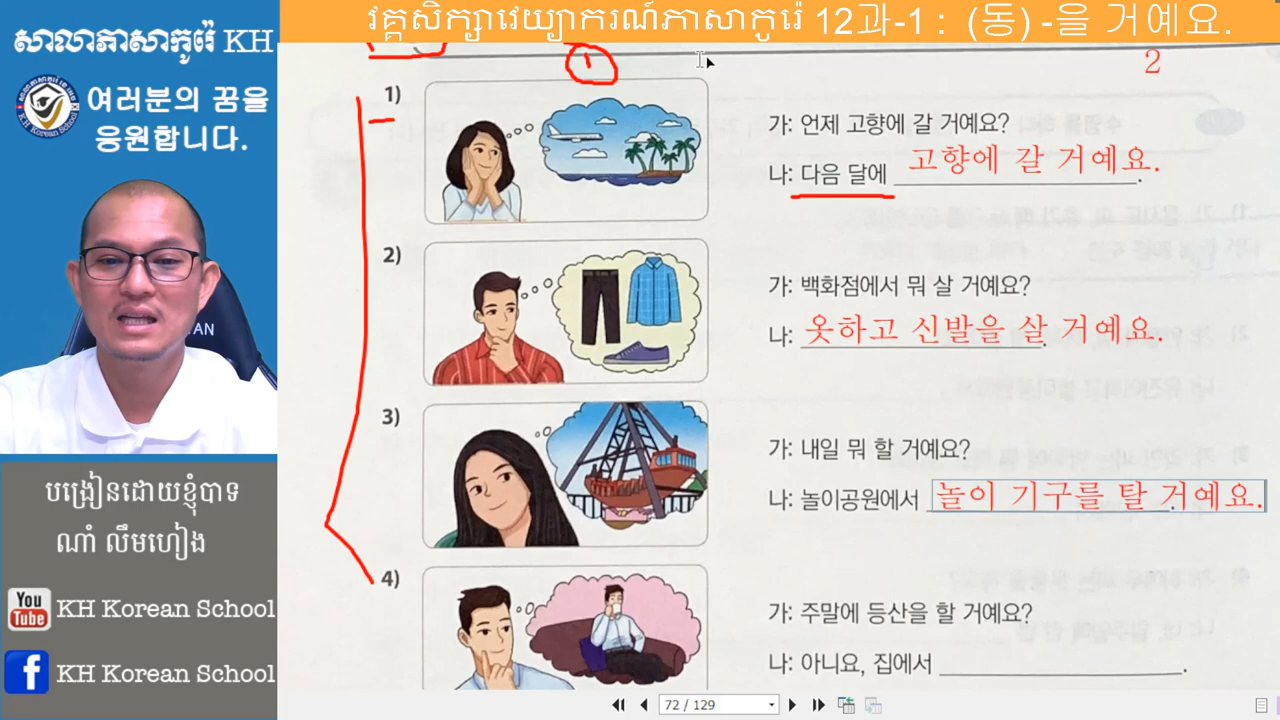 វគ្គសិក្សាវេយ្យាករណ៍ភាសាកូរ៉េ 12과-1 : (동) -을 거예요.
សាលាភាសាកូរ៉េ KH
여러분의 꿈을
응원합니다.
KH Korean School
2
1
1)
가: 언제 고향에 갈 거예요?
나: 다음 달에 고향에 갈 거예요.
2)
가: 백화점에서 뭐 살 거예요?
나: 옷하고 신발을 살 거예요.
3)
가: 내일 뭐 할 거예요?
나: 놀이공원에서 놀이 기구를 탈 거예요.
4)
가: 주말에 등산을 할 거예요?
나: 아니요, 집에서 .
បង្រៀនដោយខ្ញុំបាទ
ណាំ លឹមហៀង
You Tube KH Korean School
f KH Korean School
72 / 129